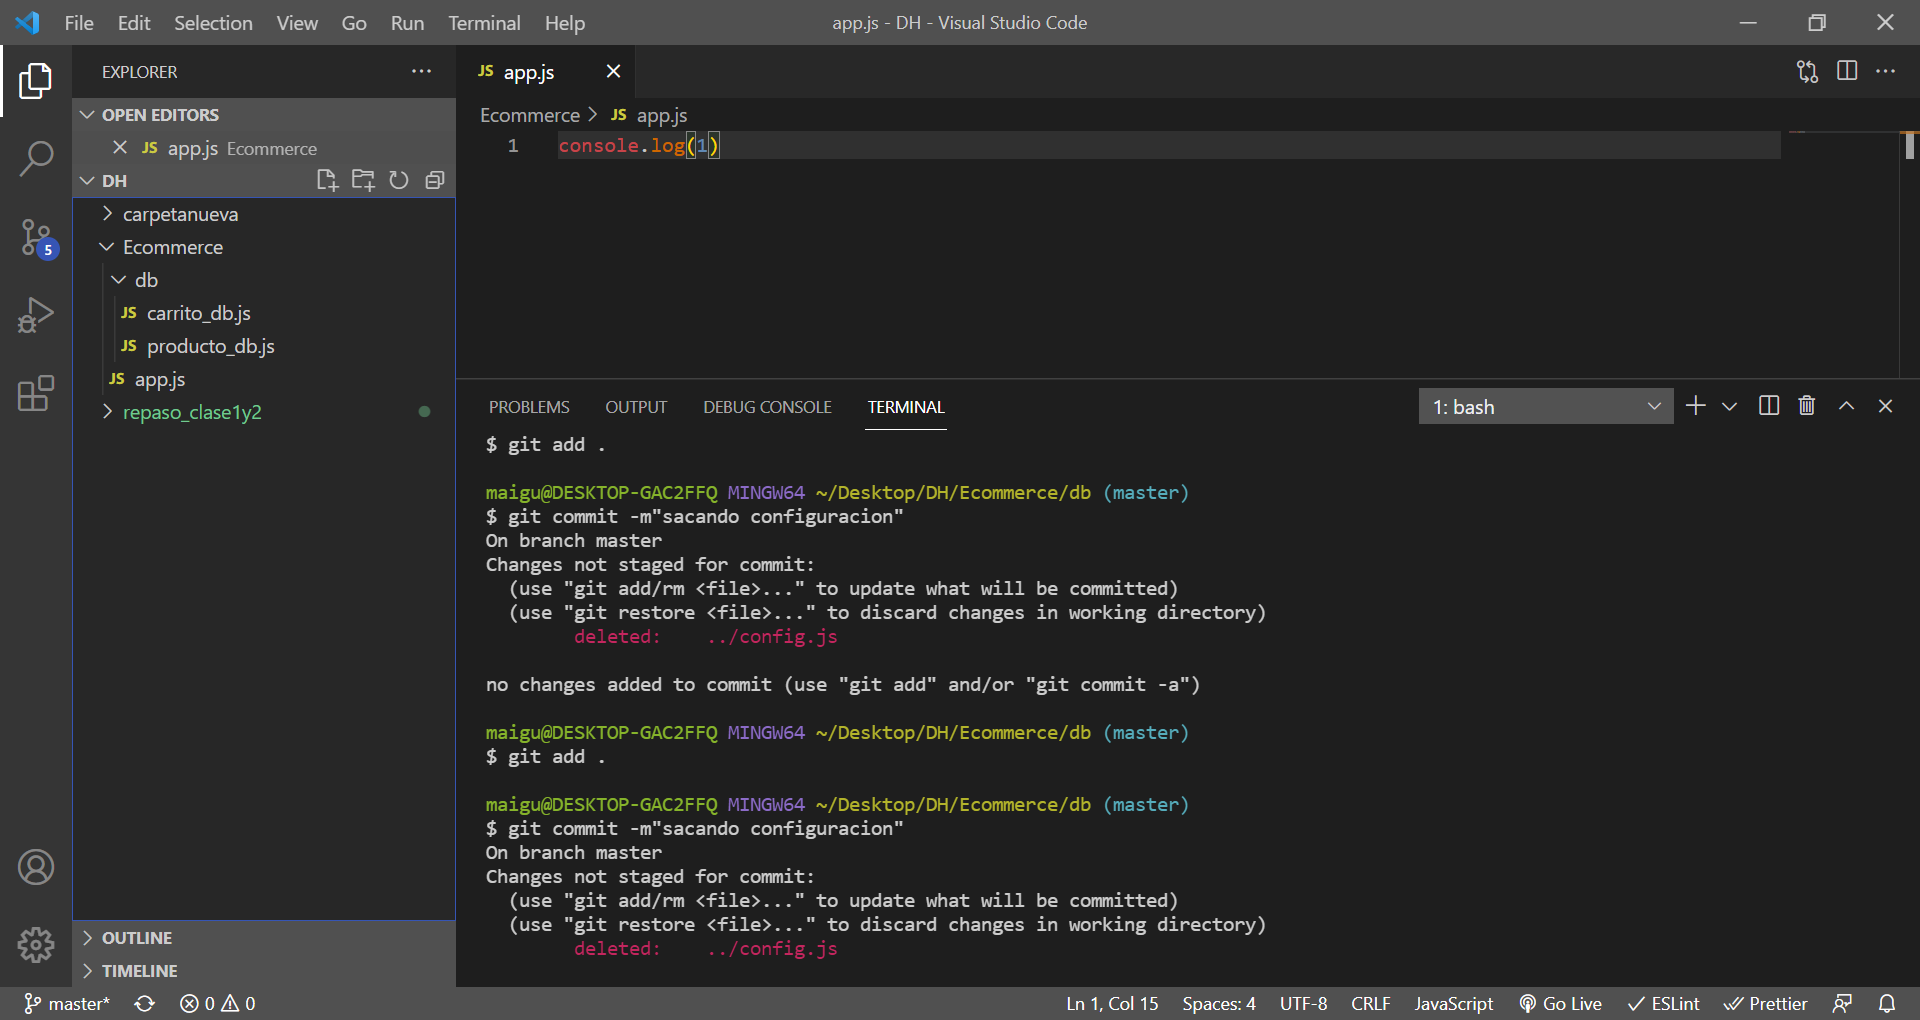 File Edit Selection View Go Run Terminal Help
app.js - DH - Visual Studio Code
EXPLORER
OPEN EDITORS
JS app.js Ecommerce
DH
carpetanueva
Ecommerce
db
JS carrito_db.js
JS producto_db.js
JS app.js
repaso_clase1y2
OUTLINE
TIMELINE
5
JS app.js
Ecommerce JS app.js
1 console.log(1)
PROBLEMS OUTPUT DEBUG CONSOLE TERMINAL
1: bash
$ git add .
maigu@DESKTOP-GAC2FFQ MINGW64 ~/Desktop/DH/Ecommerce/db (master)
$ git commit -m"sacando configuracion"
On branch master
Changes not staged for commit:
(use "git add/rm <file>..." to update what will be committed)
(use "git restore <file>..." to discard changes in working directory)
deleted: ../config.js
no changes added to commit (use "git add" and/or "git commit -a")
maigu@DESKTOP-GAC2FFQ MINGW64 ~/Desktop/DH/Ecommerce/db (master)
$ git add .
maigu@DESKTOP-GAC2FFQ MINGW64 ~/Desktop/DH/Ecommerce/db (master)
$ git commit -m"sacando configuracion"
On branch master
Changes not staged for commit:
(use "git add/rm <file>..." to update what will be committed)
(use "git restore <file>..." to discard changes in working directory)
deleted: ../config.js
master* 0 0 Ln 1, Col 15 Spaces: 4 UTF-8 CRLF JavaScript Go Live ESLint Prettier